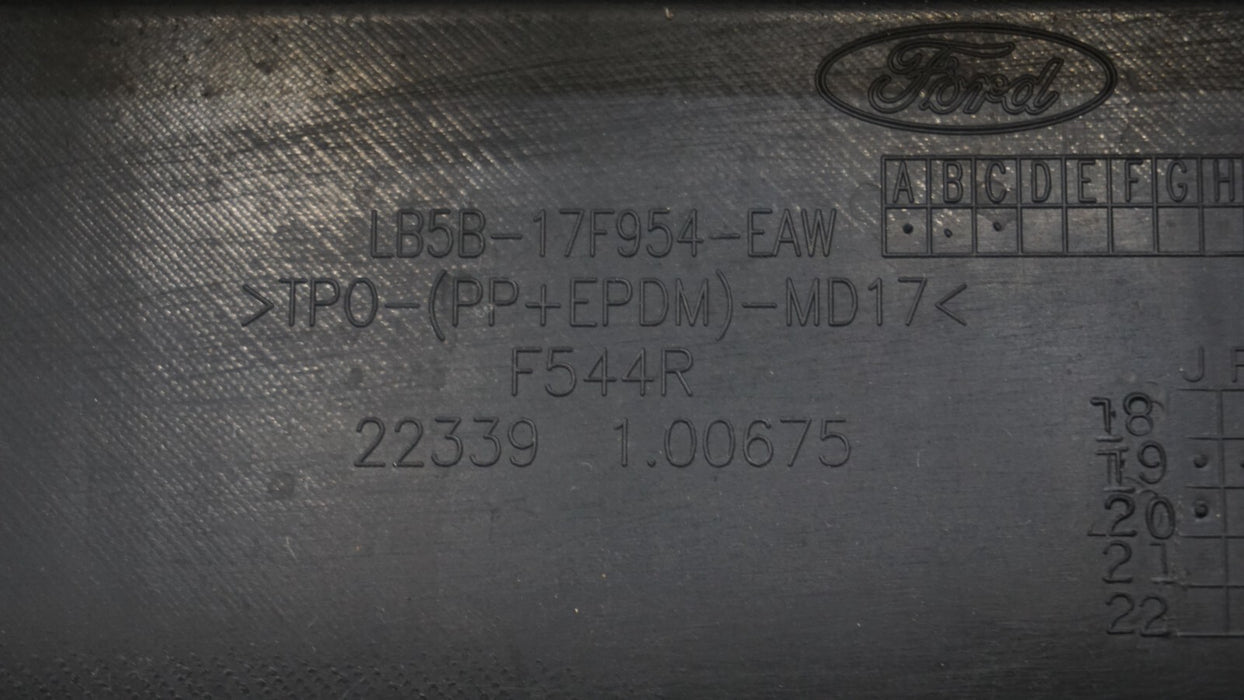 Ford
A B C D E F G H
LB5B-17F954-EAW
>TPO-(PP+EPDM)-MD17<
F544R
22339 1.00675
J F
18
19
20
21
22